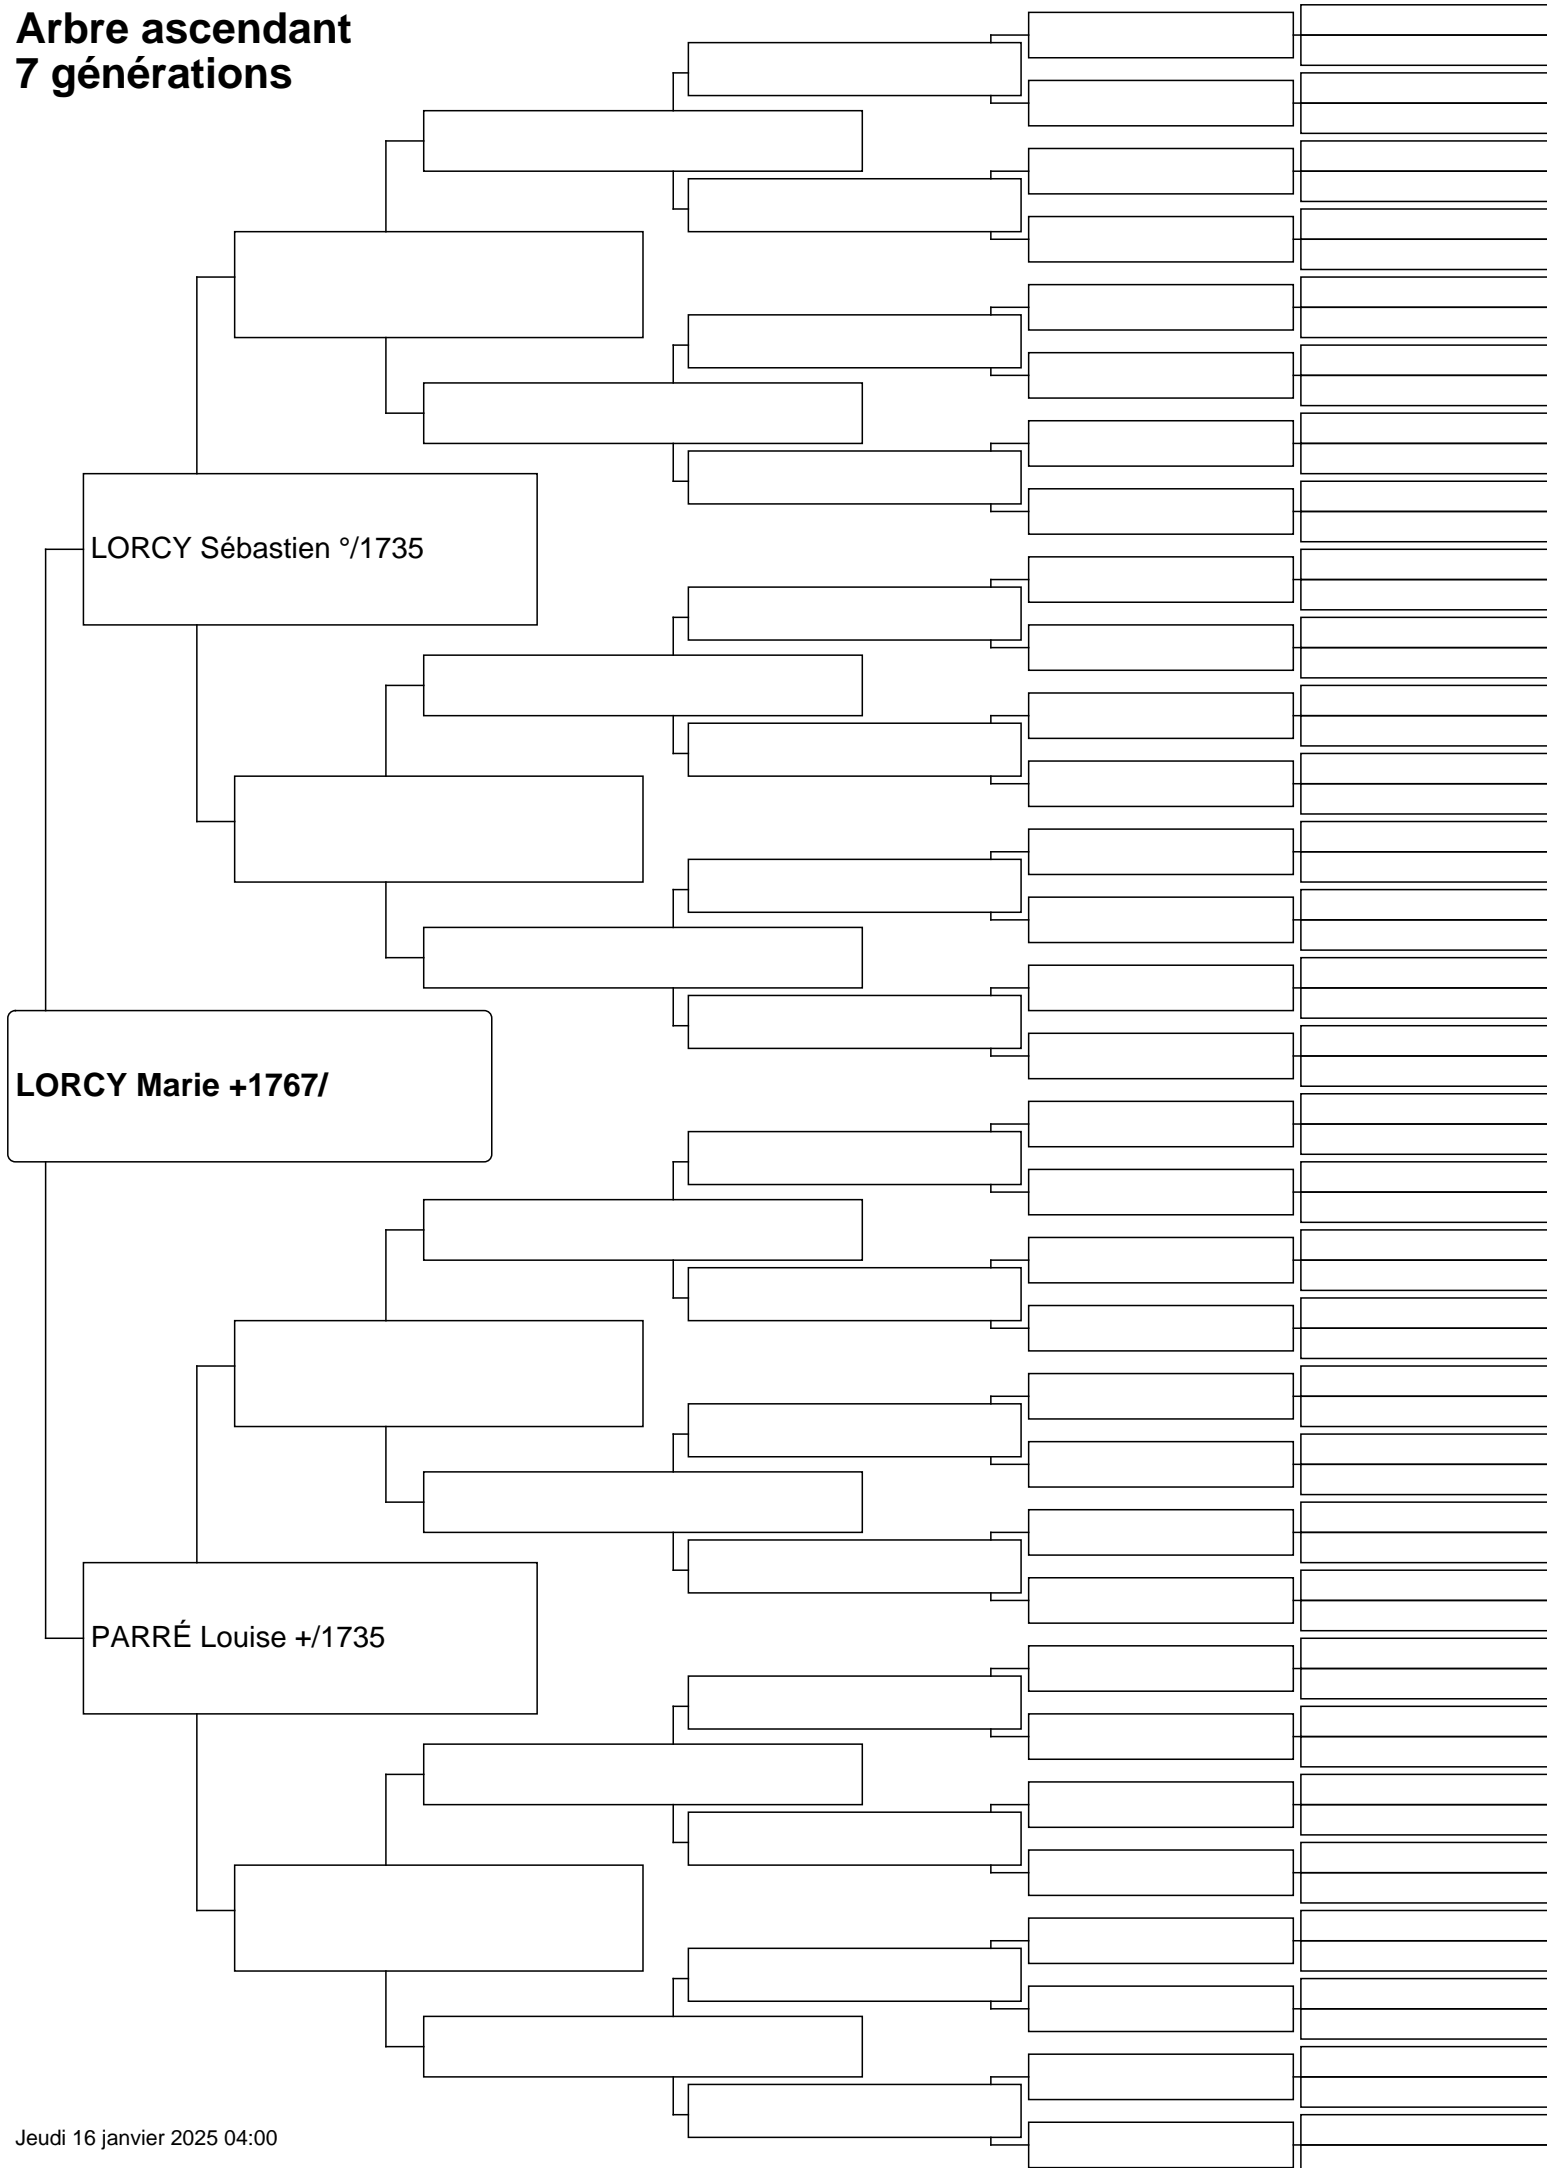 Arbre ascendant
7 générations
LORCY Sébastien °/1735
LORCY Marie +1767/
PARRÉ Louise +/1735
Jeudi 16 janvier 2025 04:00